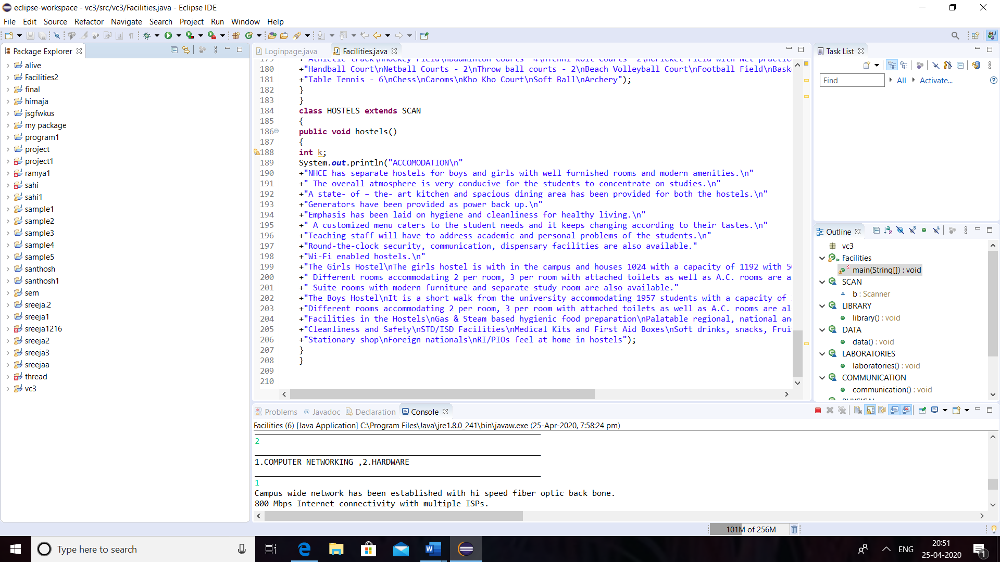 eclipse-workspace - vc3/src/vc3/Facilities.java - Eclipse IDE
File Edit Source Refactor Navigate Search Project Run Window Help
Package Explorer
alive
Facilities2
final
himaja
jsgfwkus
my package
program1
project
project1
ramya1
sahi
sahi1
sample1
sample2
sample3
sample4
sample5
santhosh
santhosh1
sem
sreeja.2
sreeja1
sreeja1216
sreeja2
sreeja3
sreejaa
thread
vc3
Loginpage.java Facilities.java
180 +"Handball Court\nNetball Courts - 2\nThrow ball courts - 2\nBeach Volleyball Court\nFootball Field\nBask
181 +"Table Tennis - 6\nChess\nCaroms\nKho Kho Court\nSoft Ball\nArchery");
182 }
183 }
184 class HOSTELS extends SCAN
185 {
186 public void hostels()
187 {
188 int k;
189 System.out.println("ACCOMODATION\n"
190 +"NHCE has separate hostels for boys and girls with well furnished rooms and modern amenities.\n"
191 +" The overall atmosphere is very conducive for the students to concentrate on studies.\n"
192 +"A state- of – the- art kitchen and spacious dining area has been provided for both the hostels.\n"
193 +"Generators have been provided as power back up.\n"
194 +"Emphasis has been laid on hygiene and cleanliness for healthy living.\n"
195 +" A customized menu caters to the student needs and it keeps changing according to their tastes.\n"
196 +"Teaching staff will have to address academic and personal problems of the students.\n"
197 +"Round-the-clock security, communication, dispensary facilities are also available."
198 +"Wi-Fi enabled hostels.\n"
199 +"The Girls Hostel\nThe girls hostel is with in the campus and houses 1024 with a capacity of 1192 with
200 +" Different rooms accommodating 2 per room, 3 per room with attached toilets as well as A.C. rooms are
201 +" Suite rooms with modern furniture and separate study room are also available."
202 +"The Boys Hostel\nIt is a short walk from the university accommodating 1957 students with a capacity of
203 +"Different rooms accommodating 2 per room, 3 per room with attached toilets as well as A.C. rooms are
204 +"Facilities in the Hostels\nGas & Steam based hygienic food preparation\nPalatable regional, national
205 +"Cleanliness and Safety\nSTD/ISD Facilities\nMedical Kits and First Aid Boxes\nSoft drinks, snacks,
206 +"Stationary shop\nForeign nationals\nRI/PIOs feel at home in hostels");
207 }
208 }
209
210
Task List
Find All Activate...
Outline
vc3
Facilities
main(String[]) : void
SCAN
b : Scanner
LIBRARY
library() : void
DATA
data() : void
LABORATORIES
laboratories() : void
COMMUNICATION
communication() : void
Problems Javadoc Declaration Console
Facilities (6) [Java Application] C:\Program Files\Java\jre1.8.0_241\bin\javaw.exe (25-Apr-2020, 7:58:24 pm)
2
1.COMPUTER NETWORKING ,2.HARDWARE
1
Campus wide network has been established with hi speed fiber optic back bone.
800 Mbps Internet connectivity with multiple ISPs.
101M of 256M
Type here to search
ENG
20:51
25-04-2020
1